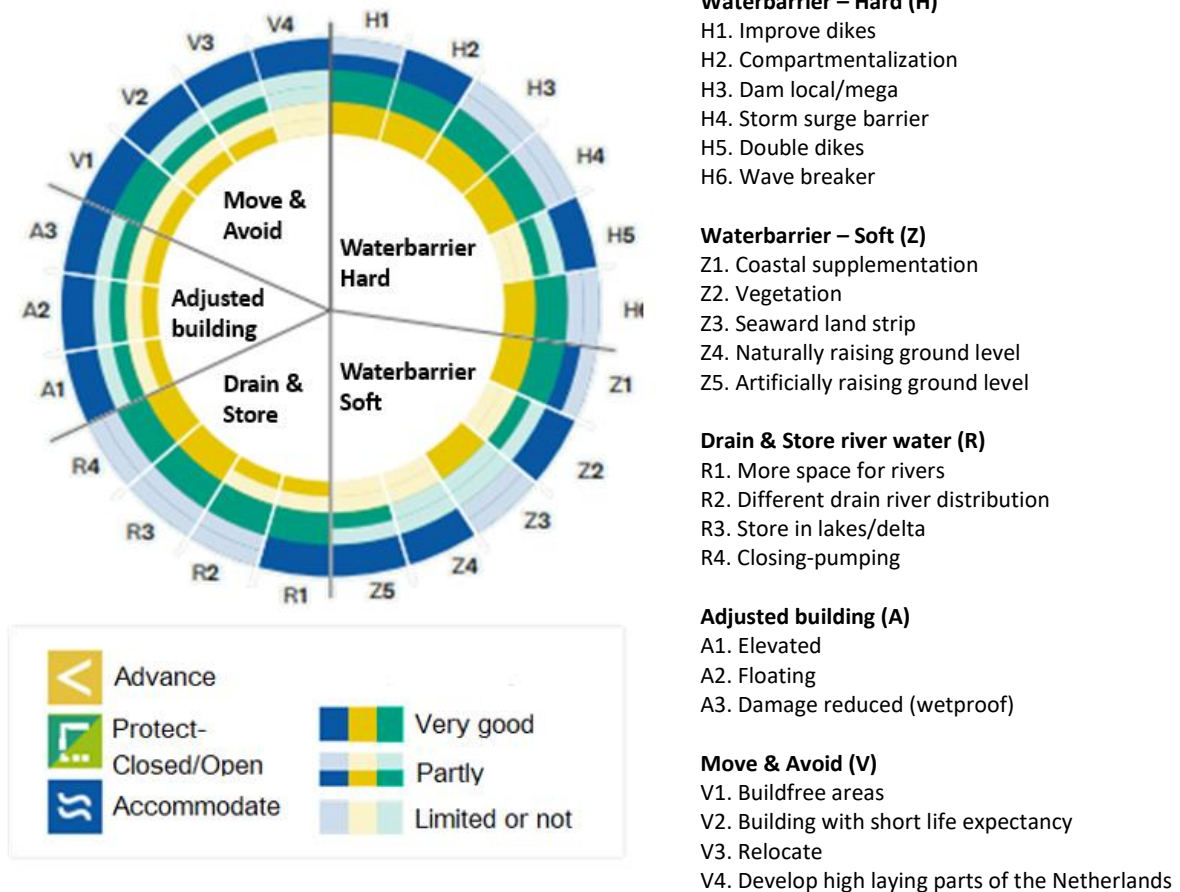 V4
H1
V3
H2
V2
H3
V1
H4
A3
H5
A2
H6
A1
Z1
R4
Z2
R3
Z3
R2
Z4
R1
Z5
Move &
Avoid
Waterbarrier
Hard
Adjusted
building
Waterbarrier
Soft
Drain &
Store
Advance
Protect-
Closed/Open
Accommodate
Very good
Partly
Limited or not
Waterbarrier – Hard (H)
H1. Improve dikes
H2. Compartmentalization
H3. Dam local/mega
H4. Storm surge barrier
H5. Double dikes
H6. Wave breaker
Waterbarrier – Soft (Z)
Z1. Coastal supplementation
Z2. Vegetation
Z3. Seaward land strip
Z4. Naturally raising ground level
Z5. Artificially raising ground level
Drain & Store river water (R)
R1. More space for rivers
R2. Different drain river distribution
R3. Store in lakes/delta
R4. Closing-pumping
Adjusted building (A)
A1. Elevated
A2. Floating
A3. Damage reduced (wetproof)
Move & Avoid (V)
V1. Buildfree areas
V2. Building with short life expectancy
V3. Relocate
V4. Develop high laying parts of the Netherlands